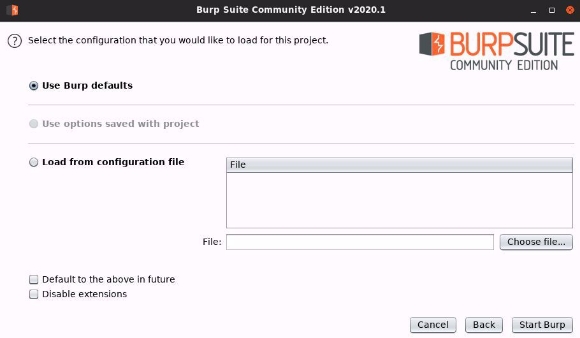 Burp Suite Community Edition v2020.1
? Select the configuration that you would like to load for this project.
BURPSUITE
COMMUNITY EDITION
Use Burp defaults
Use options saved with project
Load from configuration file
File
File:
Choose file...
Default to the above in future
Disable extensions
Cancel Back Start Burp